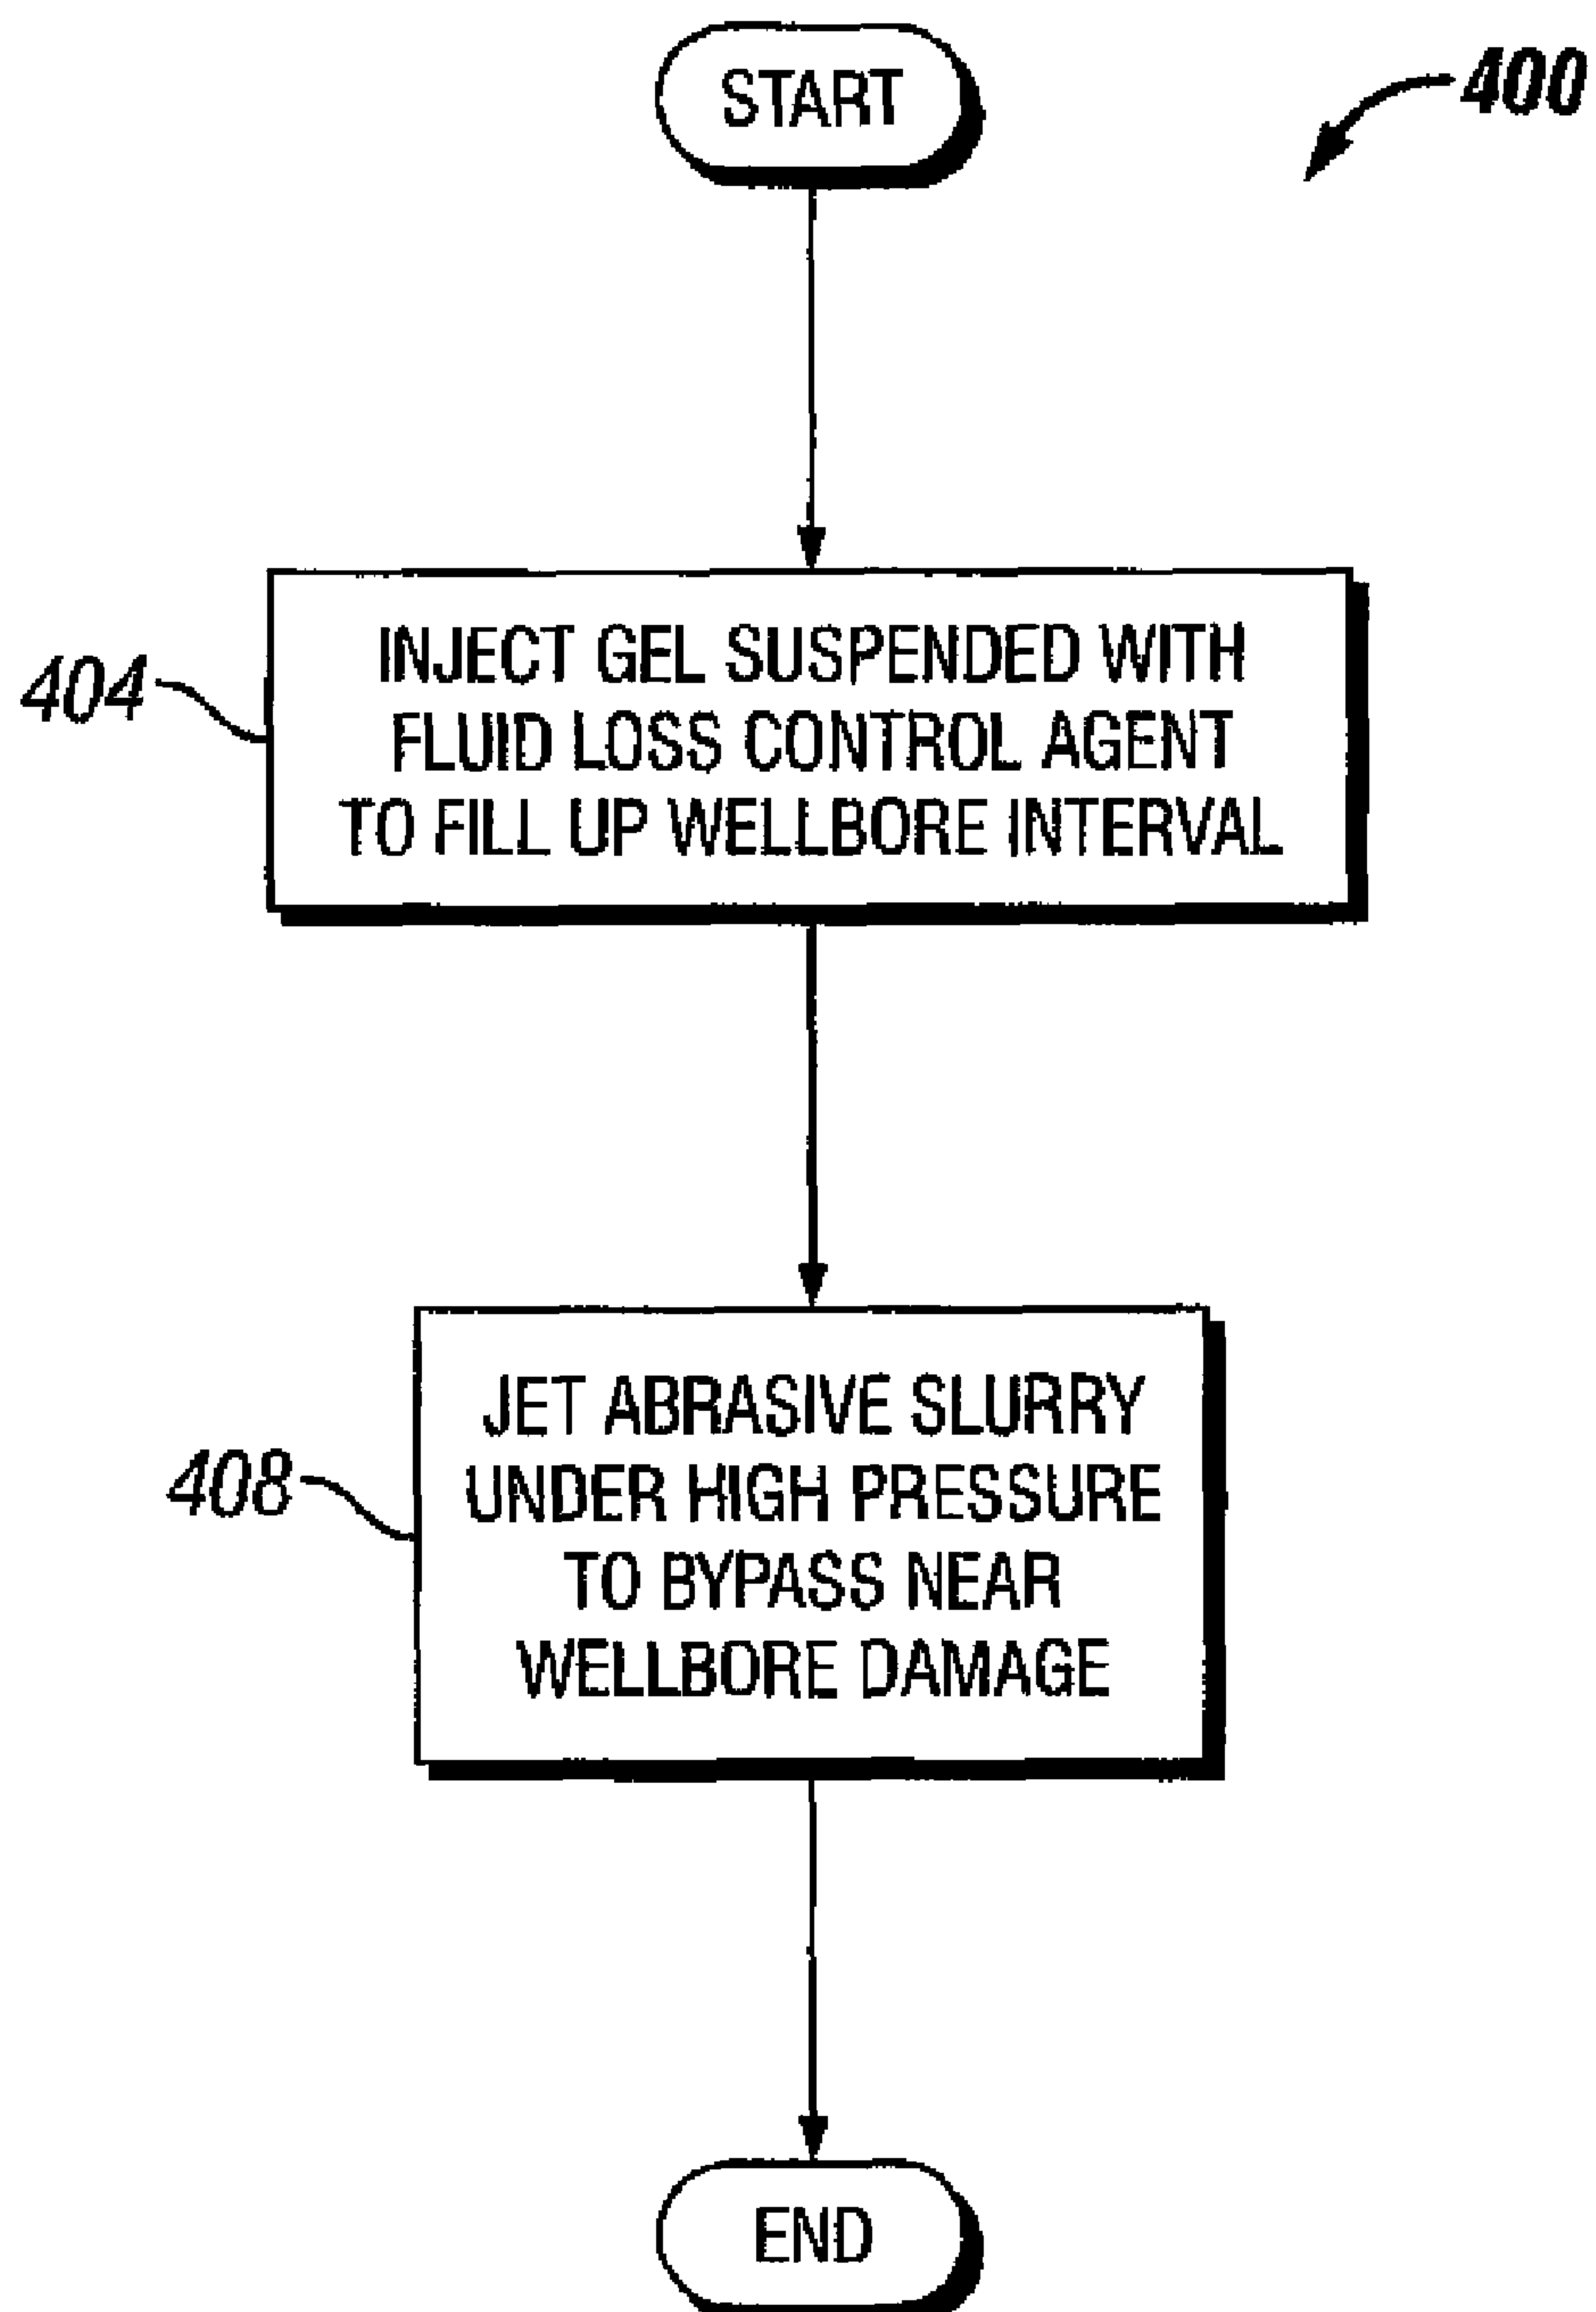 START
400
404
INJECT GEL SUSPENDED WITH
FLUID LOSS CONTROL AGENT
TO FILL UP WELLBORE INTERVAL
408
JET ABRASIVE SLURRY
UNDER HIGH PRESSURE
TO BYPASS NEAR
WELLBORE DAMAGE
END